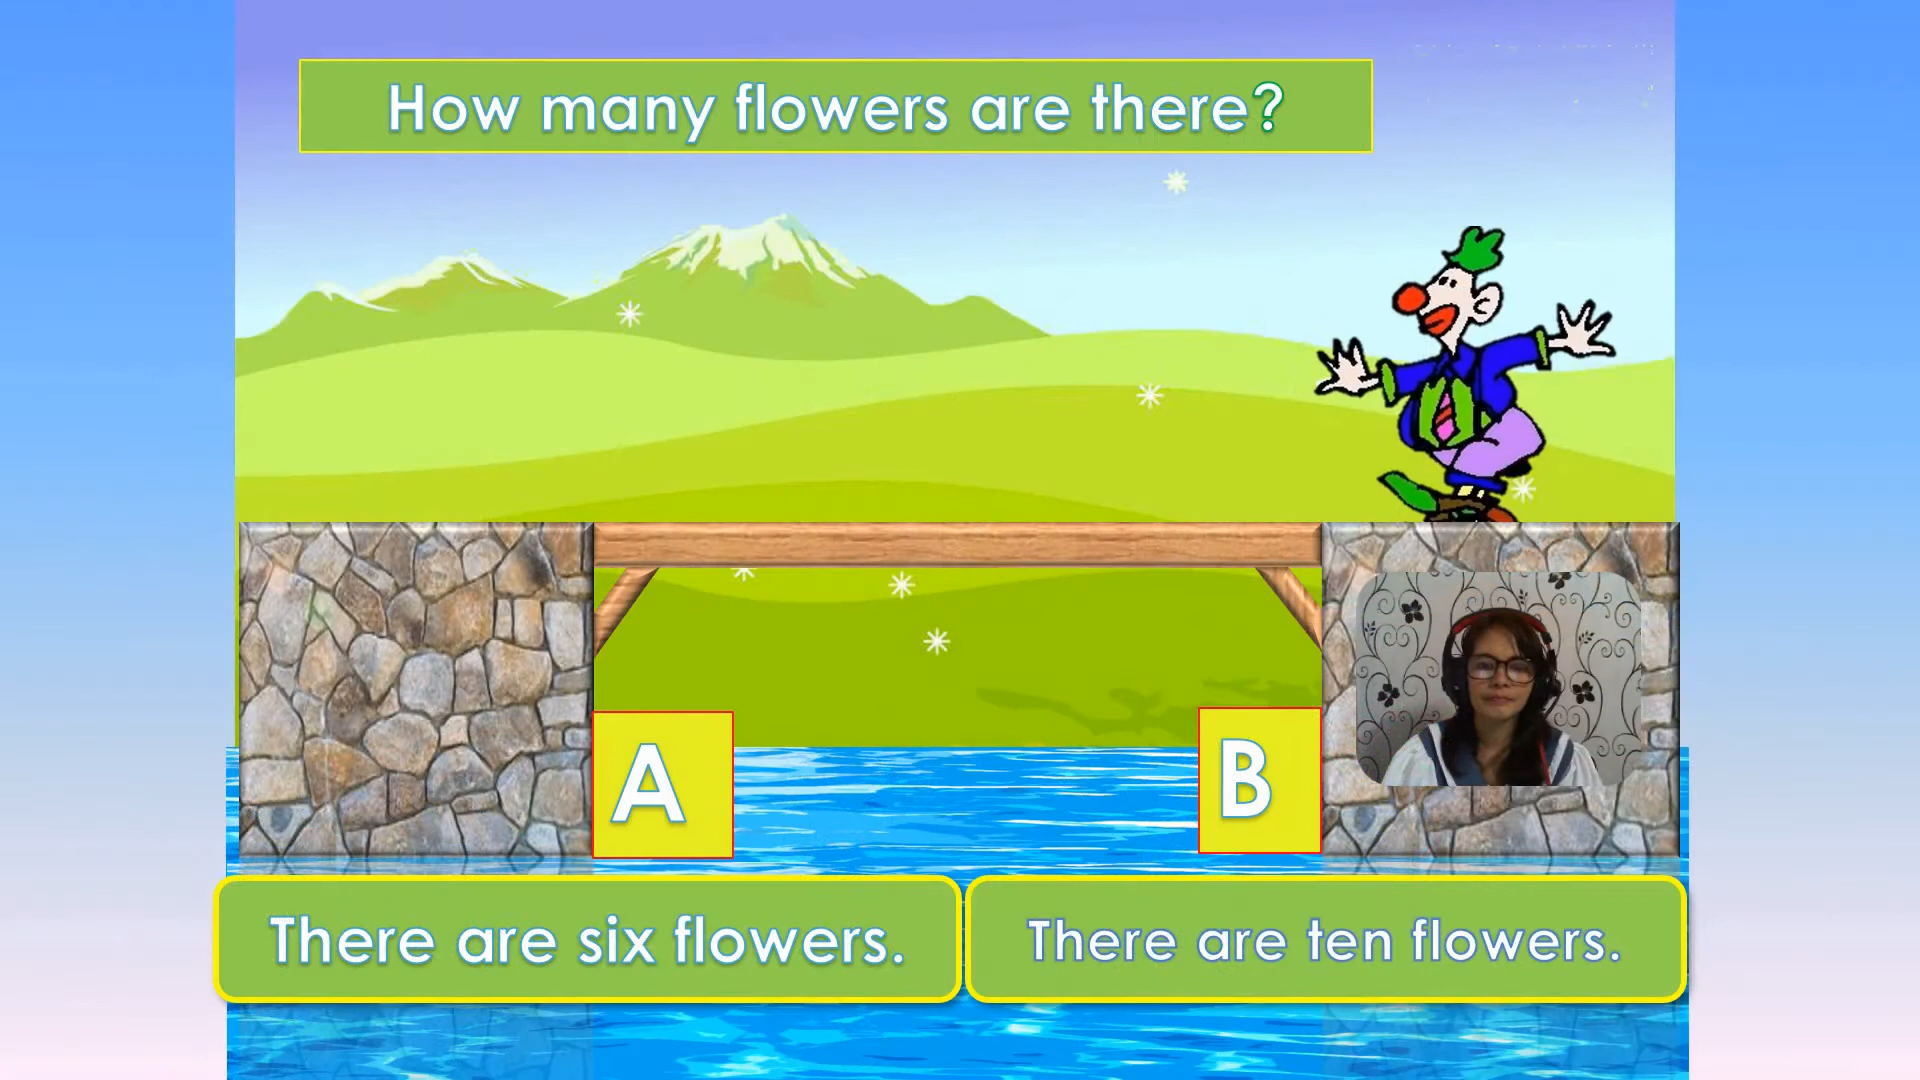 How many flowers are there?
A
B
There are six flowers.
There are ten flowers.